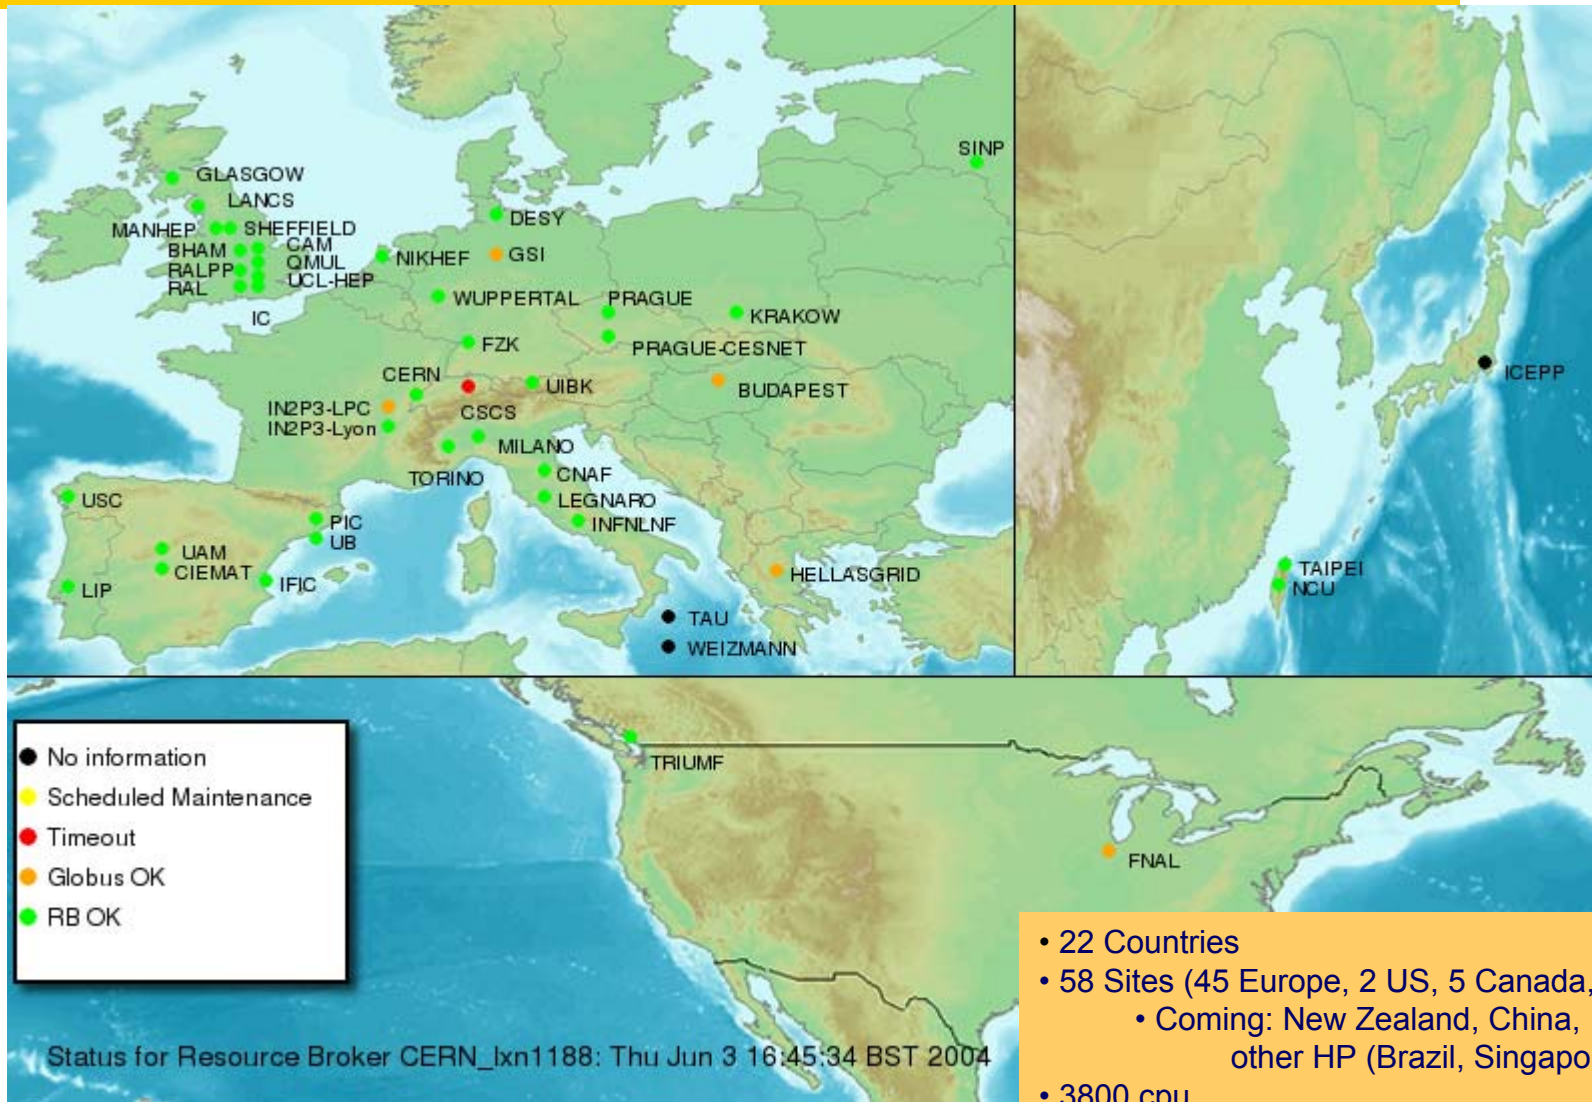 GLASGOW
LANCS
MANHEP
SHEFFIELD
BHAM
CAM
RALPP
QMUL
RAL
UCL-HEP
IC
NIKHEF
DESY
GSI
SINP
WUPPERTAL
PRAGUE
KRAKOW
FZK
PRAGUE-CESNET
CERN
UIBK
BUDAPEST
IN2P3-LPC
CSCS
IN2P3-Lyon
MILANO
TORINO
CNAF
USC
LEGNARO
PIC
INFNLNF
UB
UAM
CIEMAT
IFIC
LIP
HELLASGRID
TAU
WEIZMANN
ICEPP
TAIPEI
NCU
TRIUMF
FNAL
No information
Scheduled Maintenance
Timeout
Globus OK
RB OK
Status for Resource Broker CERN_lxn1188: Thu Jun 3 16:45:34 BST 2004
• 22 Countries
• 58 Sites (45 Europe, 2 US, 5 Canada,
• Coming: New Zealand, China,
other HP (Brazil, Singapo
• 3800 cpu